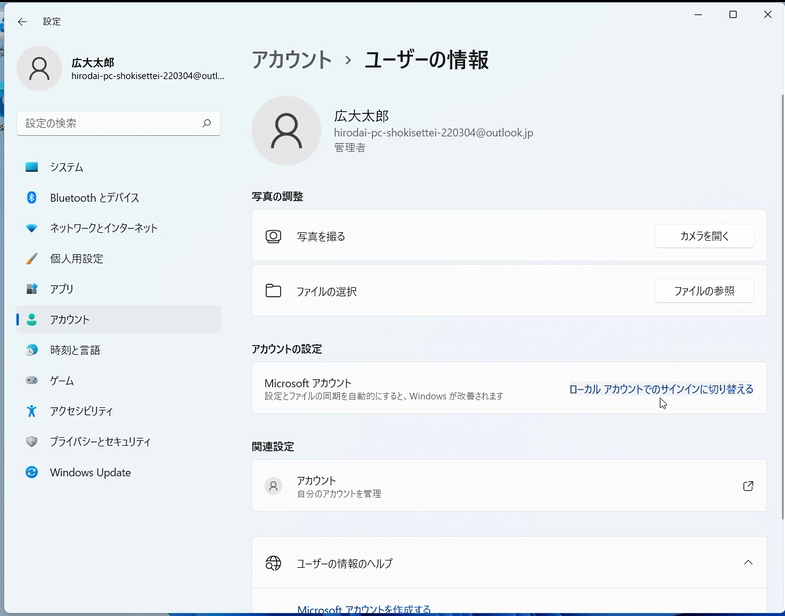 設定
広大太郎
hirodai-pc-shokisettei-220304@outl...
設定の検索
システム
Bluetooth とデバイス
ネットワークとインターネット
個人用設定
アプリ
アカウント
時刻と言語
ゲーム
アクセシビリティ
プライバシーとセキュリティ
Windows Update
アカウント › ユーザーの情報
広大太郎
hirodai-pc-shokisettei-220304@outlook.jp
管理者
写真の調整
写真を撮る
カメラを開く
ファイルの選択
ファイルの参照
アカウントの設定
Microsoft アカウント
設定とファイルの同期を自動的にすると、Windows が改善されます
ローカル アカウントでのサインインに切り替える
関連設定
アカウント
自分のアカウントを管理
ユーザーの情報のヘルプ
Microsoft アカウントを作成する